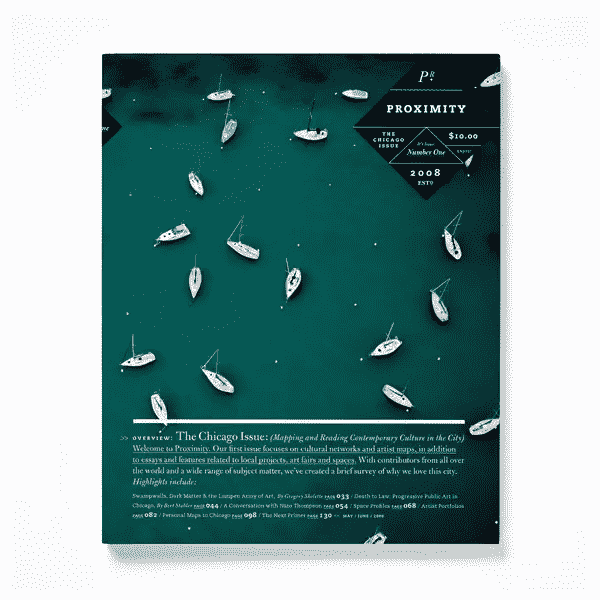 PR
PROXIMITY
THE CHICAGO ISSUE
It's Issue Number One
$10.00
2008
ESTD
ne
>> OVERVIEW: The Chicago Issue: (Mapping and Reading Contemporary Culture in the City)
Welcome to Proximity. Our first issue focuses on cultural networks and artist maps, in addition
to essays and features related to local projects, art fairs and spaces. With contributors from all over
the world and a wide range of subject matter, we've created a brief survey of why we love this city.
Highlights include:
Swampwalls, Dark Matter & the Lumpen Army of Art, By Gregory Sholette PAGE 033 / Death to Law: Progressive Public Art in
Chicago, By Bert Stabler PAGE 044 / A Conversation with Nato Thompson PAGE 054 / Space Profiles PAGE 068 / Artist Portfolios
PAGE 082 / Personal Maps to Chicago PAGE 098 / The Next Primer PAGE 130 MAY / JUNE / 2008